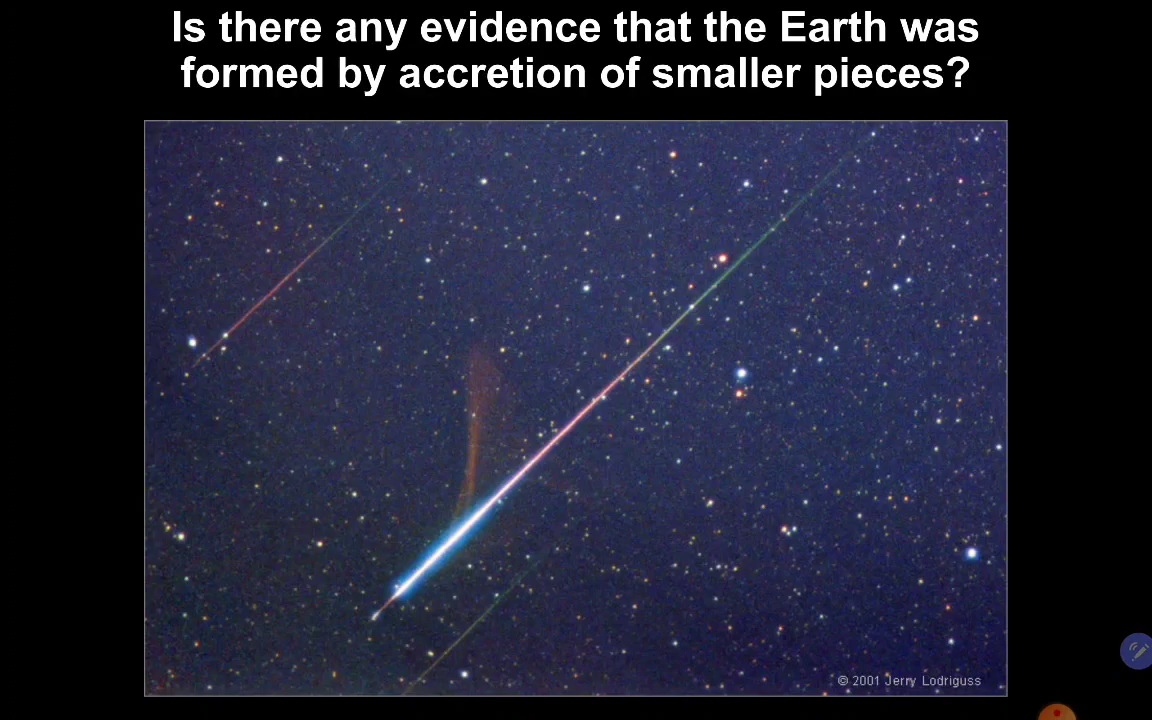 Is there any evidence that the Earth was
formed by accretion of smaller pieces?
© 2001 Jerry Lodriguss